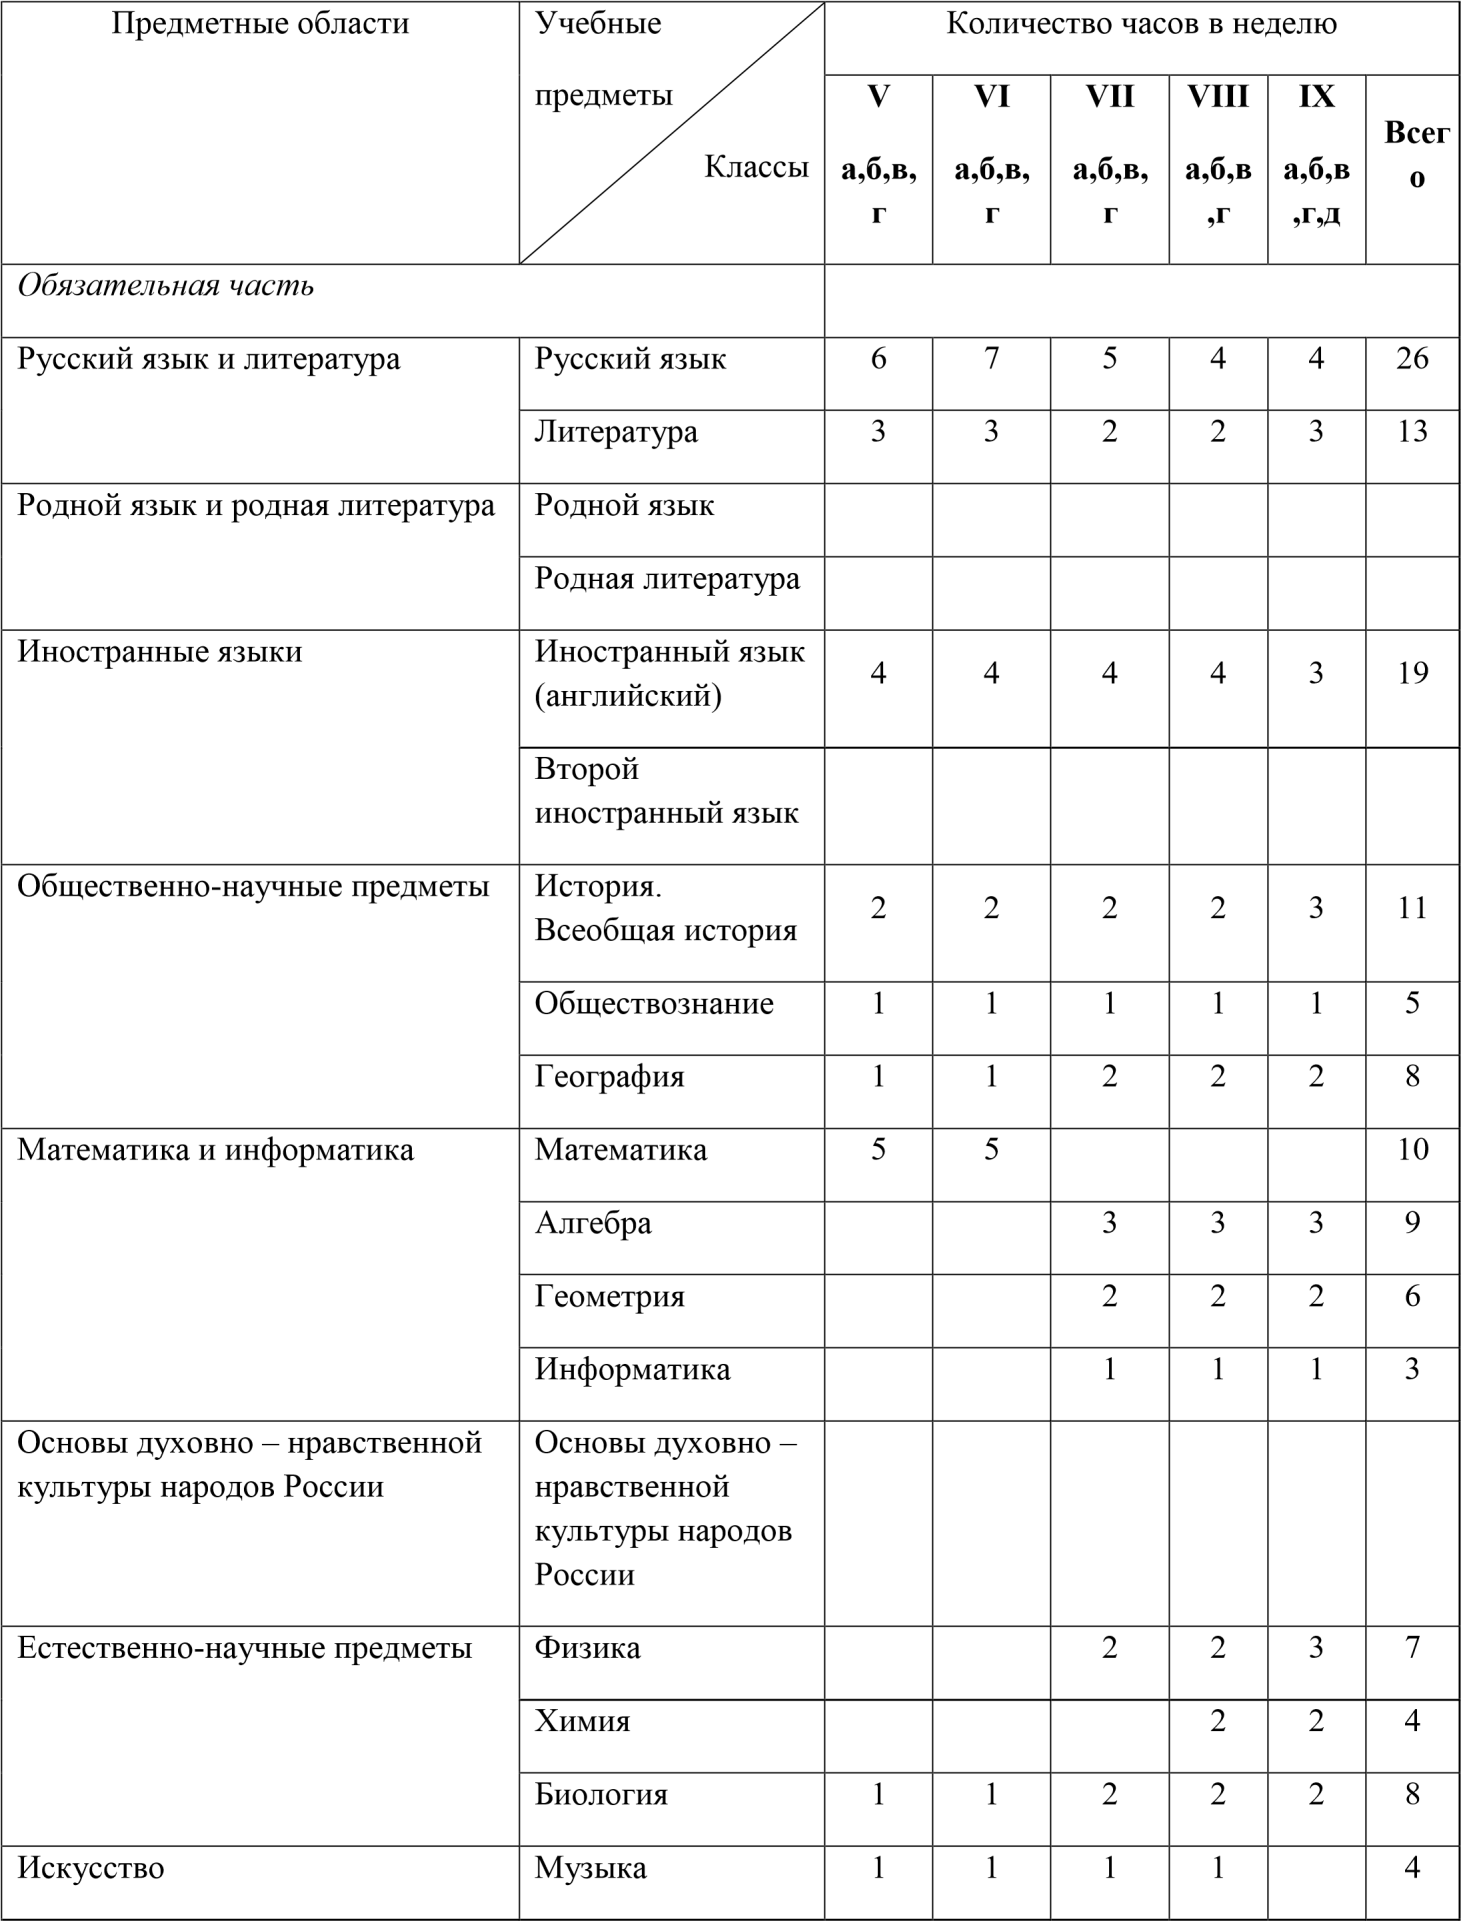 Предметные области
Учебные
предметы
Классы
Количество часов в неделю
V
а,б,в,
г
VI
а,б,в,
г
VII
а,б,в,
г
VIII
а,б,в
,г
IX
а,б,в
,г,д
Всег
о
Обязательная часть
Русский язык и литература
Русский язык 6 7 5 4 4 26
Литература 3 3 2 2 3 13
Родной язык и родная литература
Родной язык
Родная литература
Иностранные языки
Иностранный язык
(английский) 4 4 4 4 3 19
Второй
иностранный язык
Общественно-научные предметы
История.
Всеобщая история 2 2 2 2 3 11
Обществознание 1 1 1 1 1 5
География 1 1 2 2 2 8
Математика и информатика
Математика 5 5 10
Алгебра 3 3 3 9
Геометрия 2 2 2 6
Информатика 1 1 1 3
Основы духовно – нравственной
культуры народов России
Основы духовно –
нравственной
культуры народов
России
Естественно-научные предметы
Физика 2 2 3 7
Химия 2 2 4
Биология 1 1 2 2 2 8
Искусство
Музыка 1 1 1 1 4